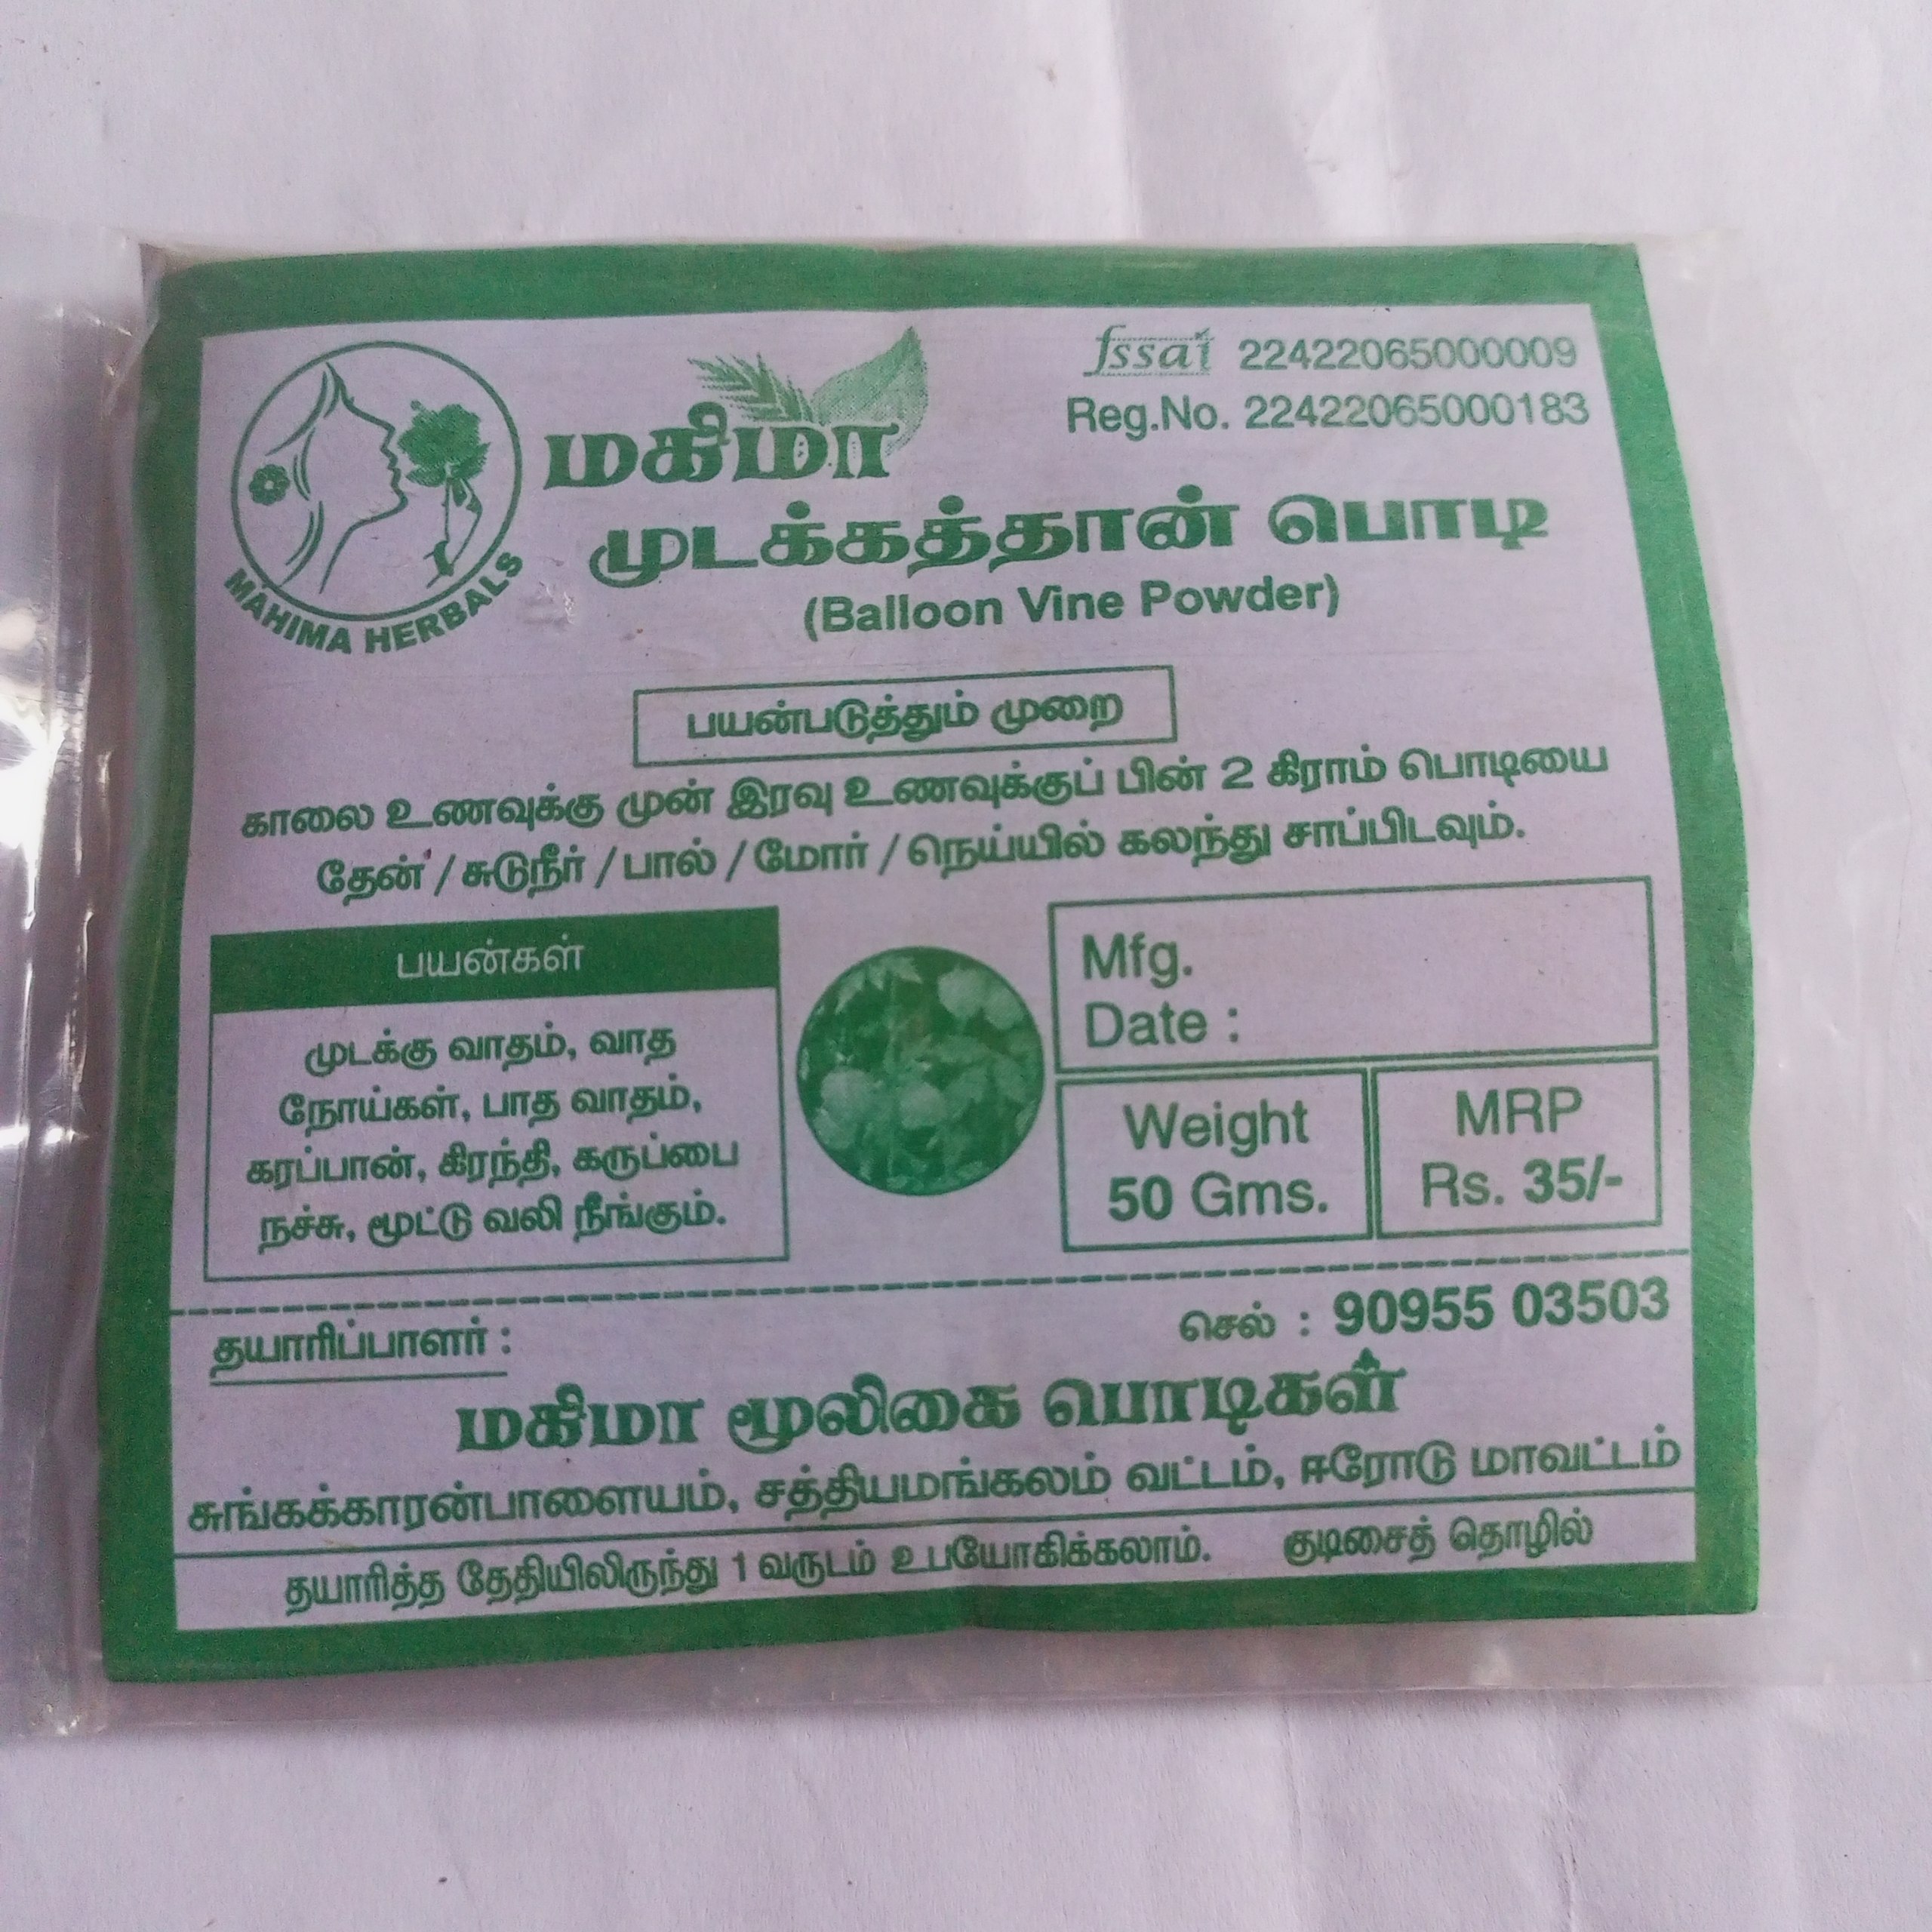 fssai 22422065000009
Reg.No. 22422065000183
மகிமா
முடக்கத்தான் பொடி
(Balloon Vine Powder)
MAHIMA HERBALS
பயன்படுத்தும் முறை
காலை உணவுக்கு முன் இரவு உணவுக்குப் பின் 2 கிராம் பொடியை
தேன் / சுடுநீர் / பால் / மோர் / நெய்யில் கலந்து சாப்பிடவும்.
பயன்கள்
முடக்கு வாதம், வாத
நோய்கள், பாத வாதம்,
கரப்பான், கிரந்தி, கருப்பை
நச்சு, மூட்டு வலி நீங்கும்.
Mfg.
Date :
Weight
50 Gms.
MRP
Rs. 35/-
தயாரிப்பாளர் :
செல் : 90955 03503
மகிமா மூலிகை பொடிகள்
சுங்கக்காரன்பாளையம், சத்தியமங்கலம் வட்டம், ஈரோடு மாவட்டம்
தயாரித்த தேதியிலிருந்து 1 வருடம் உபயோகிக்கலாம். குடிசைத் தொழில்